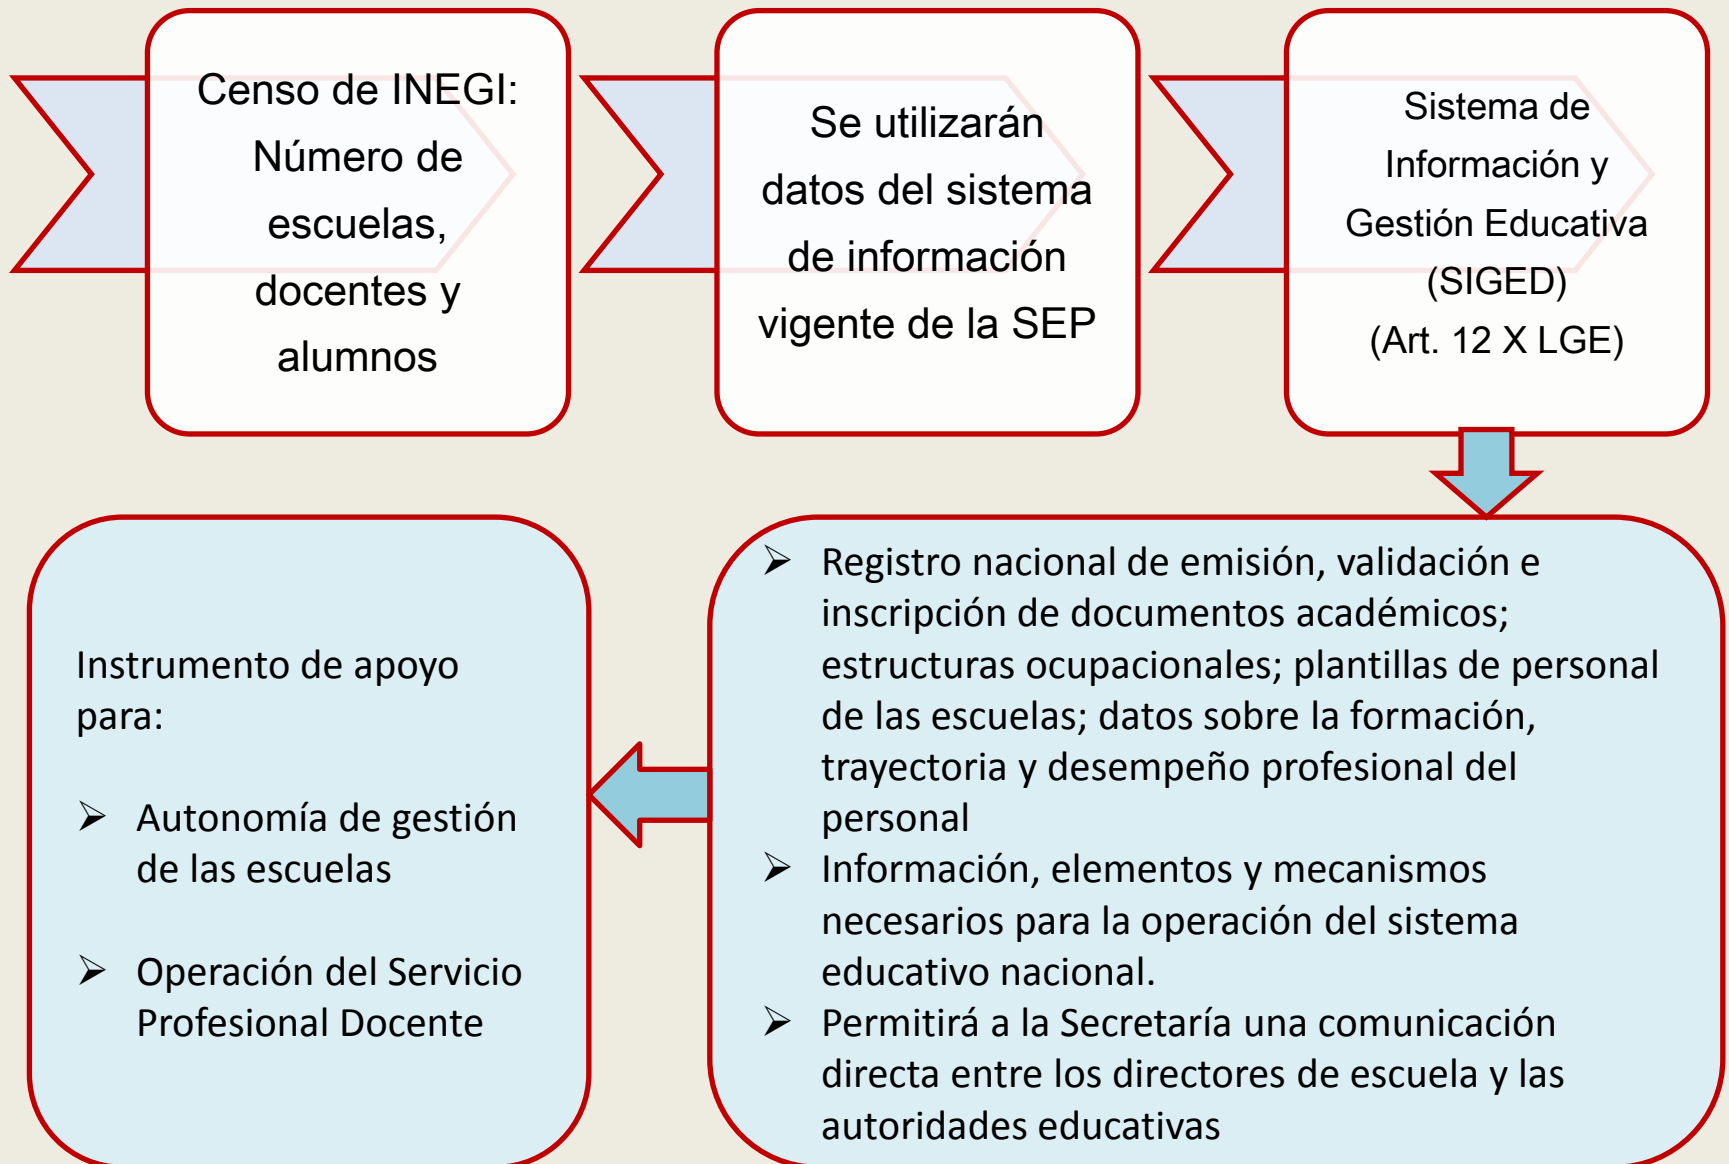 Censo de INEGI:
Número de
escuelas,
docentes y
alumnos
Se utilizarán
datos del sistema
de información
vigente de la SEP
Sistema de
Información y
Gestión Educativa
(SIGED)
(Art. 12 X LGE)
➢ Registro nacional de emisión, validación e
inscripción de documentos académicos;
estructuras ocupacionales; plantillas de personal
de las escuelas; datos sobre la formación,
trayectoria y desempeño profesional del
personal
➢ Información, elementos y mecanismos
necesarios para la operación del sistema
educativo nacional.
➢ Permitirá a la Secretaría una comunicación
directa entre los directores de escuela y las
autoridades educativas
Instrumento de apoyo
para:
➢ Autonomía de gestión
de las escuelas
➢ Operación del Servicio
Profesional Docente